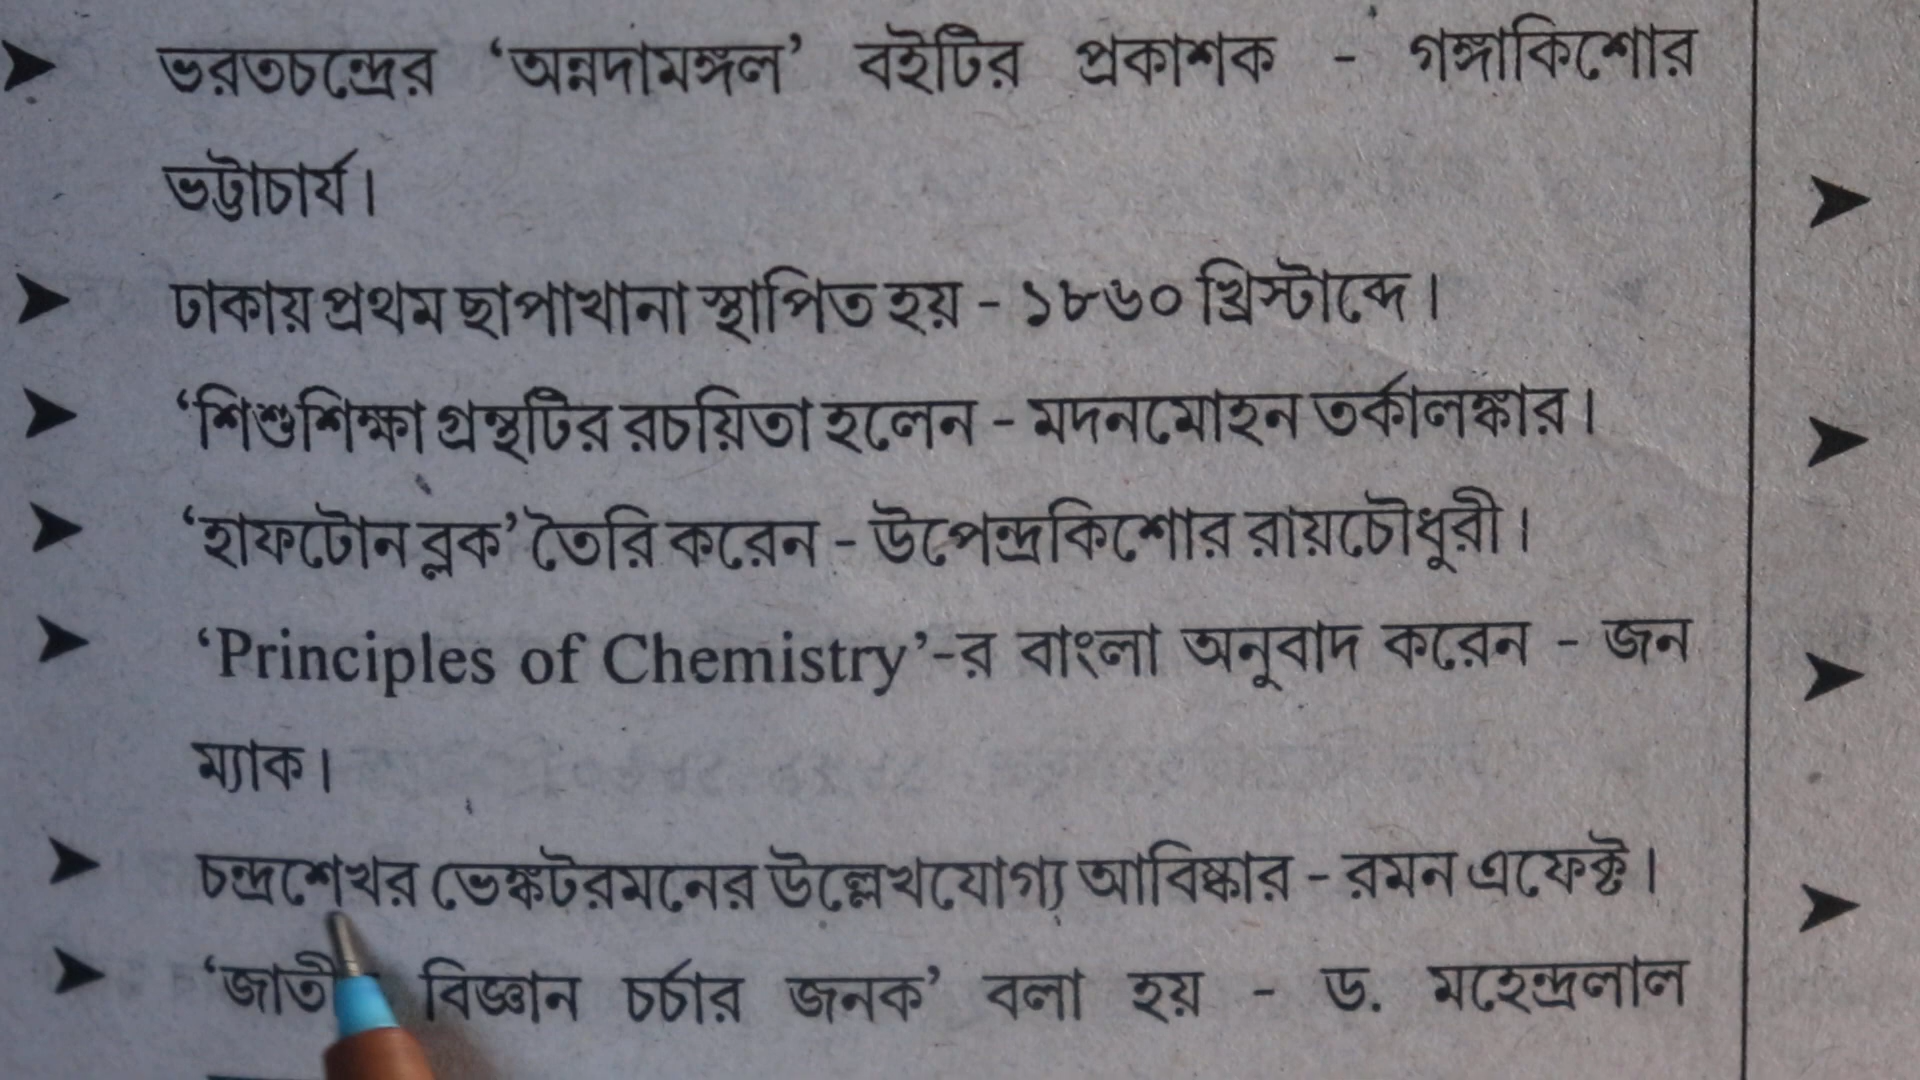 ভরতচন্দ্রের ‘অন্নদামঙ্গল’ বইটির প্রকাশক - গঙ্গাকিশোর
ভট্টাচার্য।
ঢাকায় প্রথম ছাপাখানা স্থাপিত হয় - ১৮৬০ খ্রিস্টাব্দে।
‘শিশুশিক্ষা গ্রন্থটির রচয়িতা হলেন - মদনমোহন তর্কালঙ্কার।
‘হাফটোন ব্লক’ তৈরি করেন - উপেন্দ্রকিশোর রায়চৌধুরী।
‘Principles of Chemistry’-র বাংলা অনুবাদ করেন - জন
ম্যাক।
চন্দ্রশেখর ভেঙ্কটরমনের উল্লেখযোগ্য আবিষ্কার - রমন এফেক্ট।
বিজ্ঞান চর্চার জনক’ বলা হয় - ড. মহেন্দ্রলাল